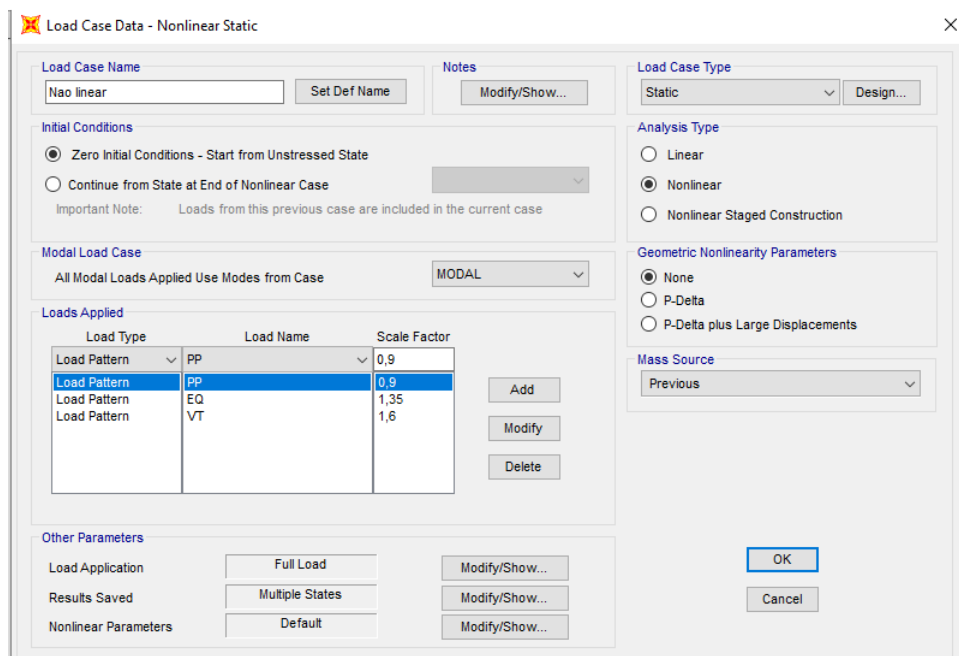 Load Case Data - Nonlinear Static
Load Case Name
Nao linear
Set Def Name
Notes
Modify/Show...
Load Case Type
Static
Design...
Initial Conditions
Zero Initial Conditions - Start from Unstressed State
Continue from State at End of Nonlinear Case
Important Note: Loads from this previous case are included in the current case
Analysis Type
Linear
Nonlinear
Nonlinear Staged Construction
Modal Load Case
All Modal Loads Applied Use Modes from Case
MODAL
Geometric Nonlinearity Parameters
None
P-Delta
P-Delta plus Large Displacements
Loads Applied
Load Type Load Name Scale Factor
Load Pattern PP 0,9
Load Pattern PP 0,9
Load Pattern EQ 1,35
Load Pattern VT 1,6
Add
Modify
Delete
Mass Source
Previous
Other Parameters
Load Application Full Load Modify/Show...
Results Saved Multiple States Modify/Show...
Nonlinear Parameters Default Modify/Show...
OK
Cancel